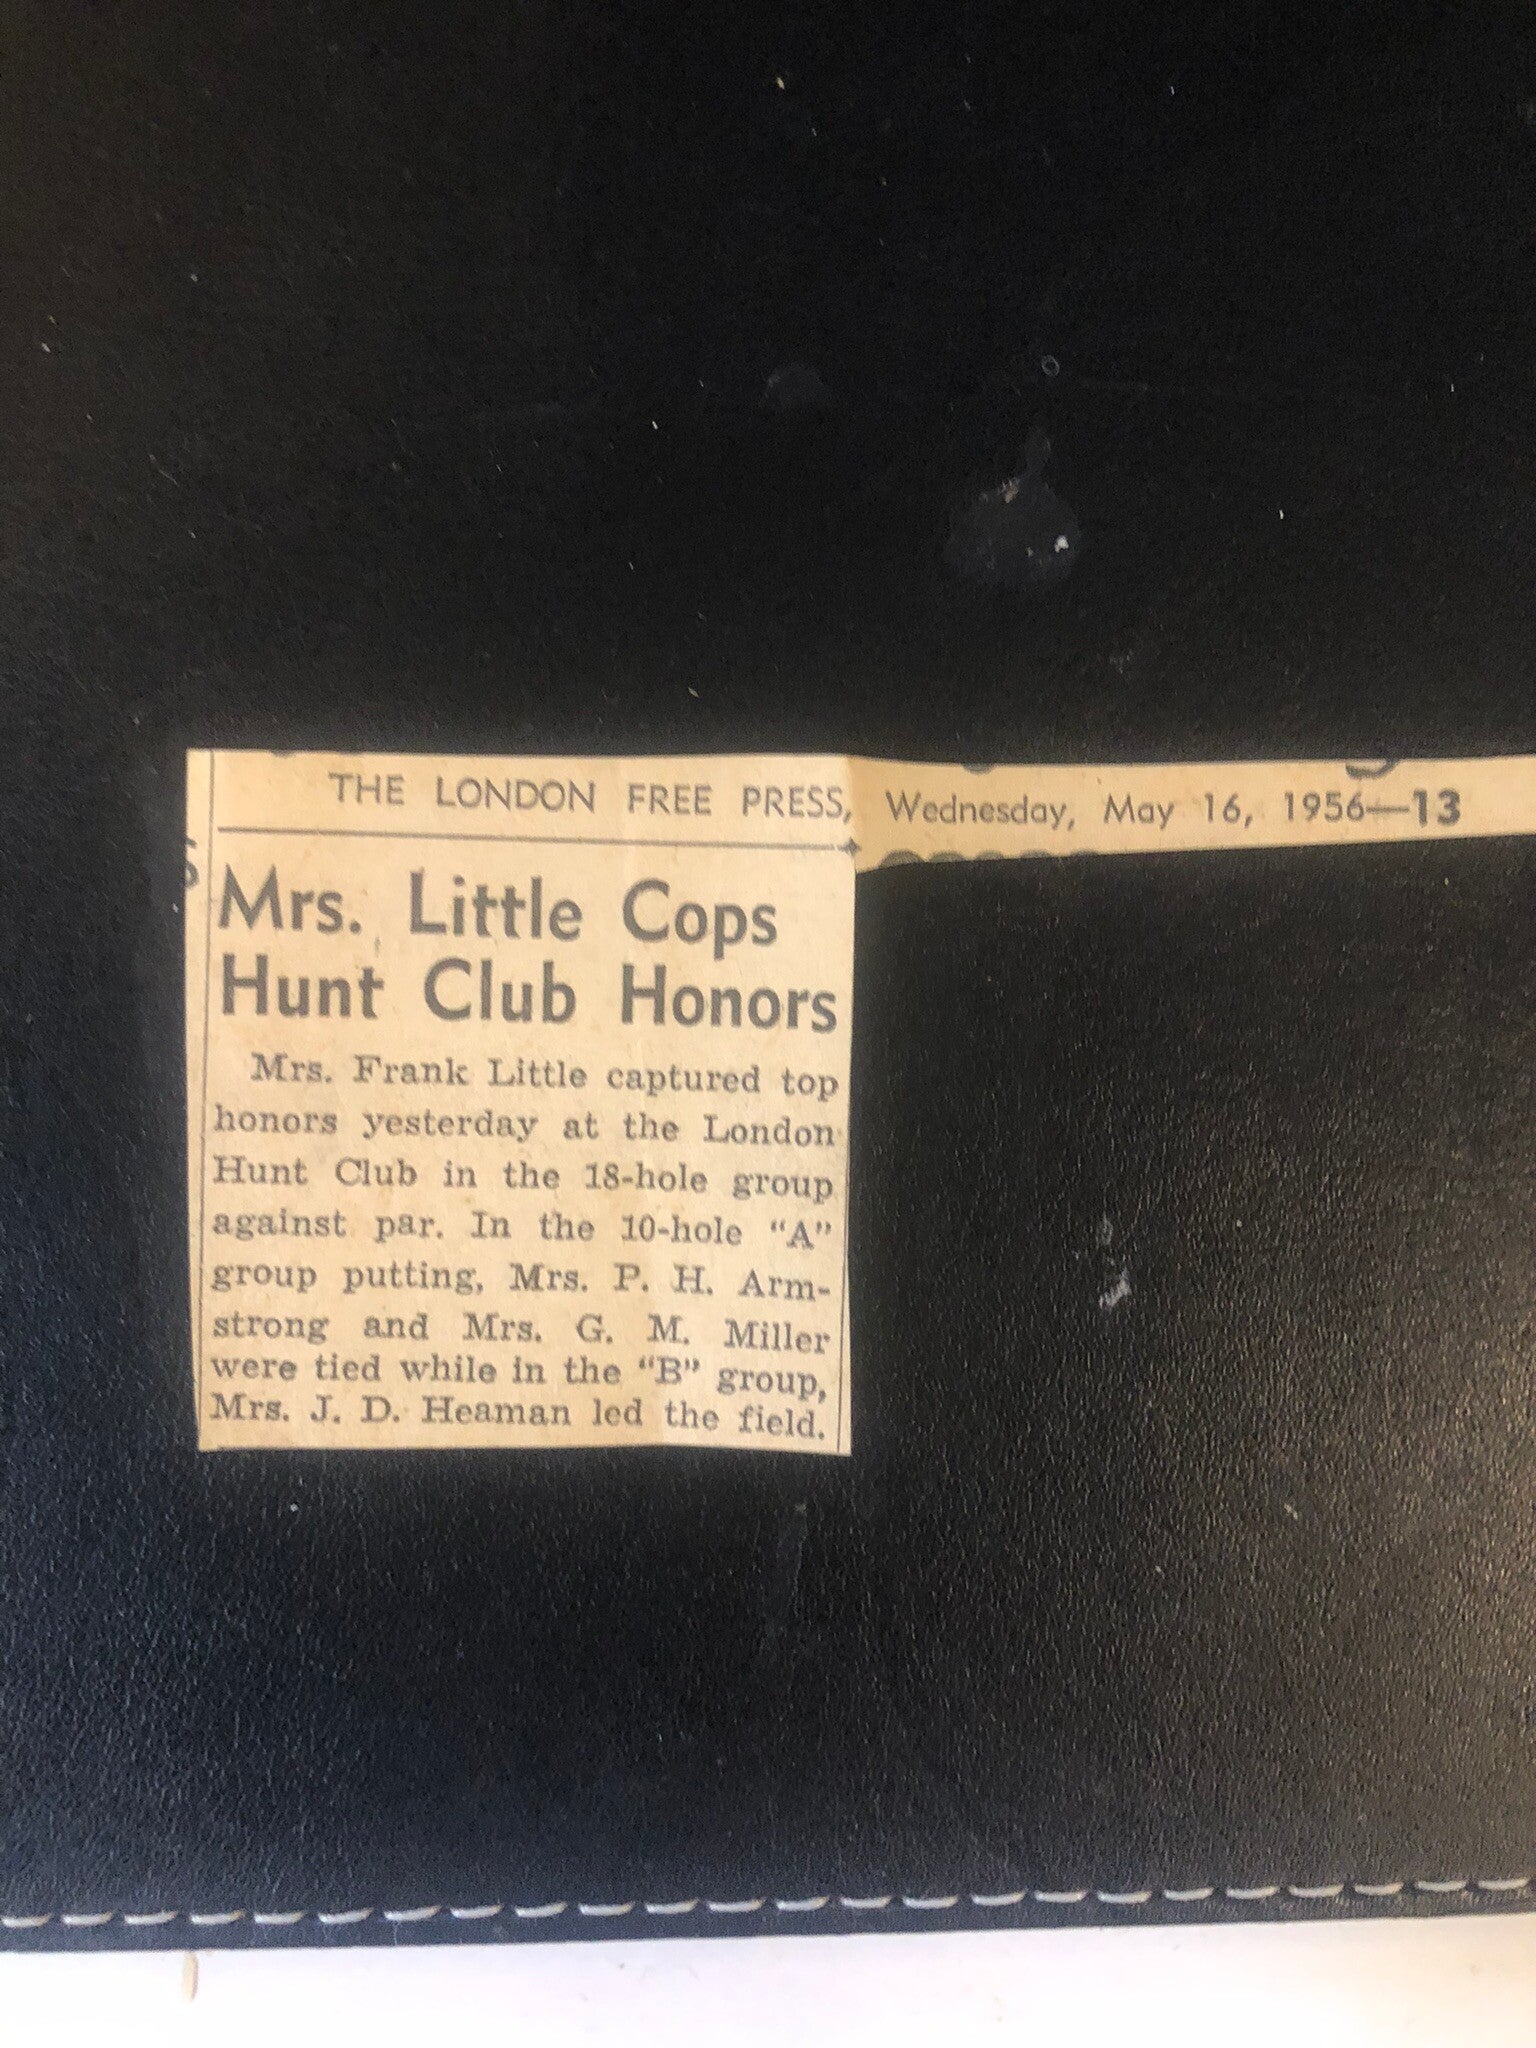 THE LONDON FREE PRESS, Wednesday, May 16, 1956—13
Mrs. Little Cops
Hunt Club Honors
Mrs. Frank Little captured top
honors yesterday at the London
Hunt Club in the 18-hole group
against par. In the 10-hole “A”
group putting, Mrs. P. H. Arm-
strong and Mrs. G. M. Miller
were tied while in the “B” group,
Mrs. J. D. Heaman led the field.